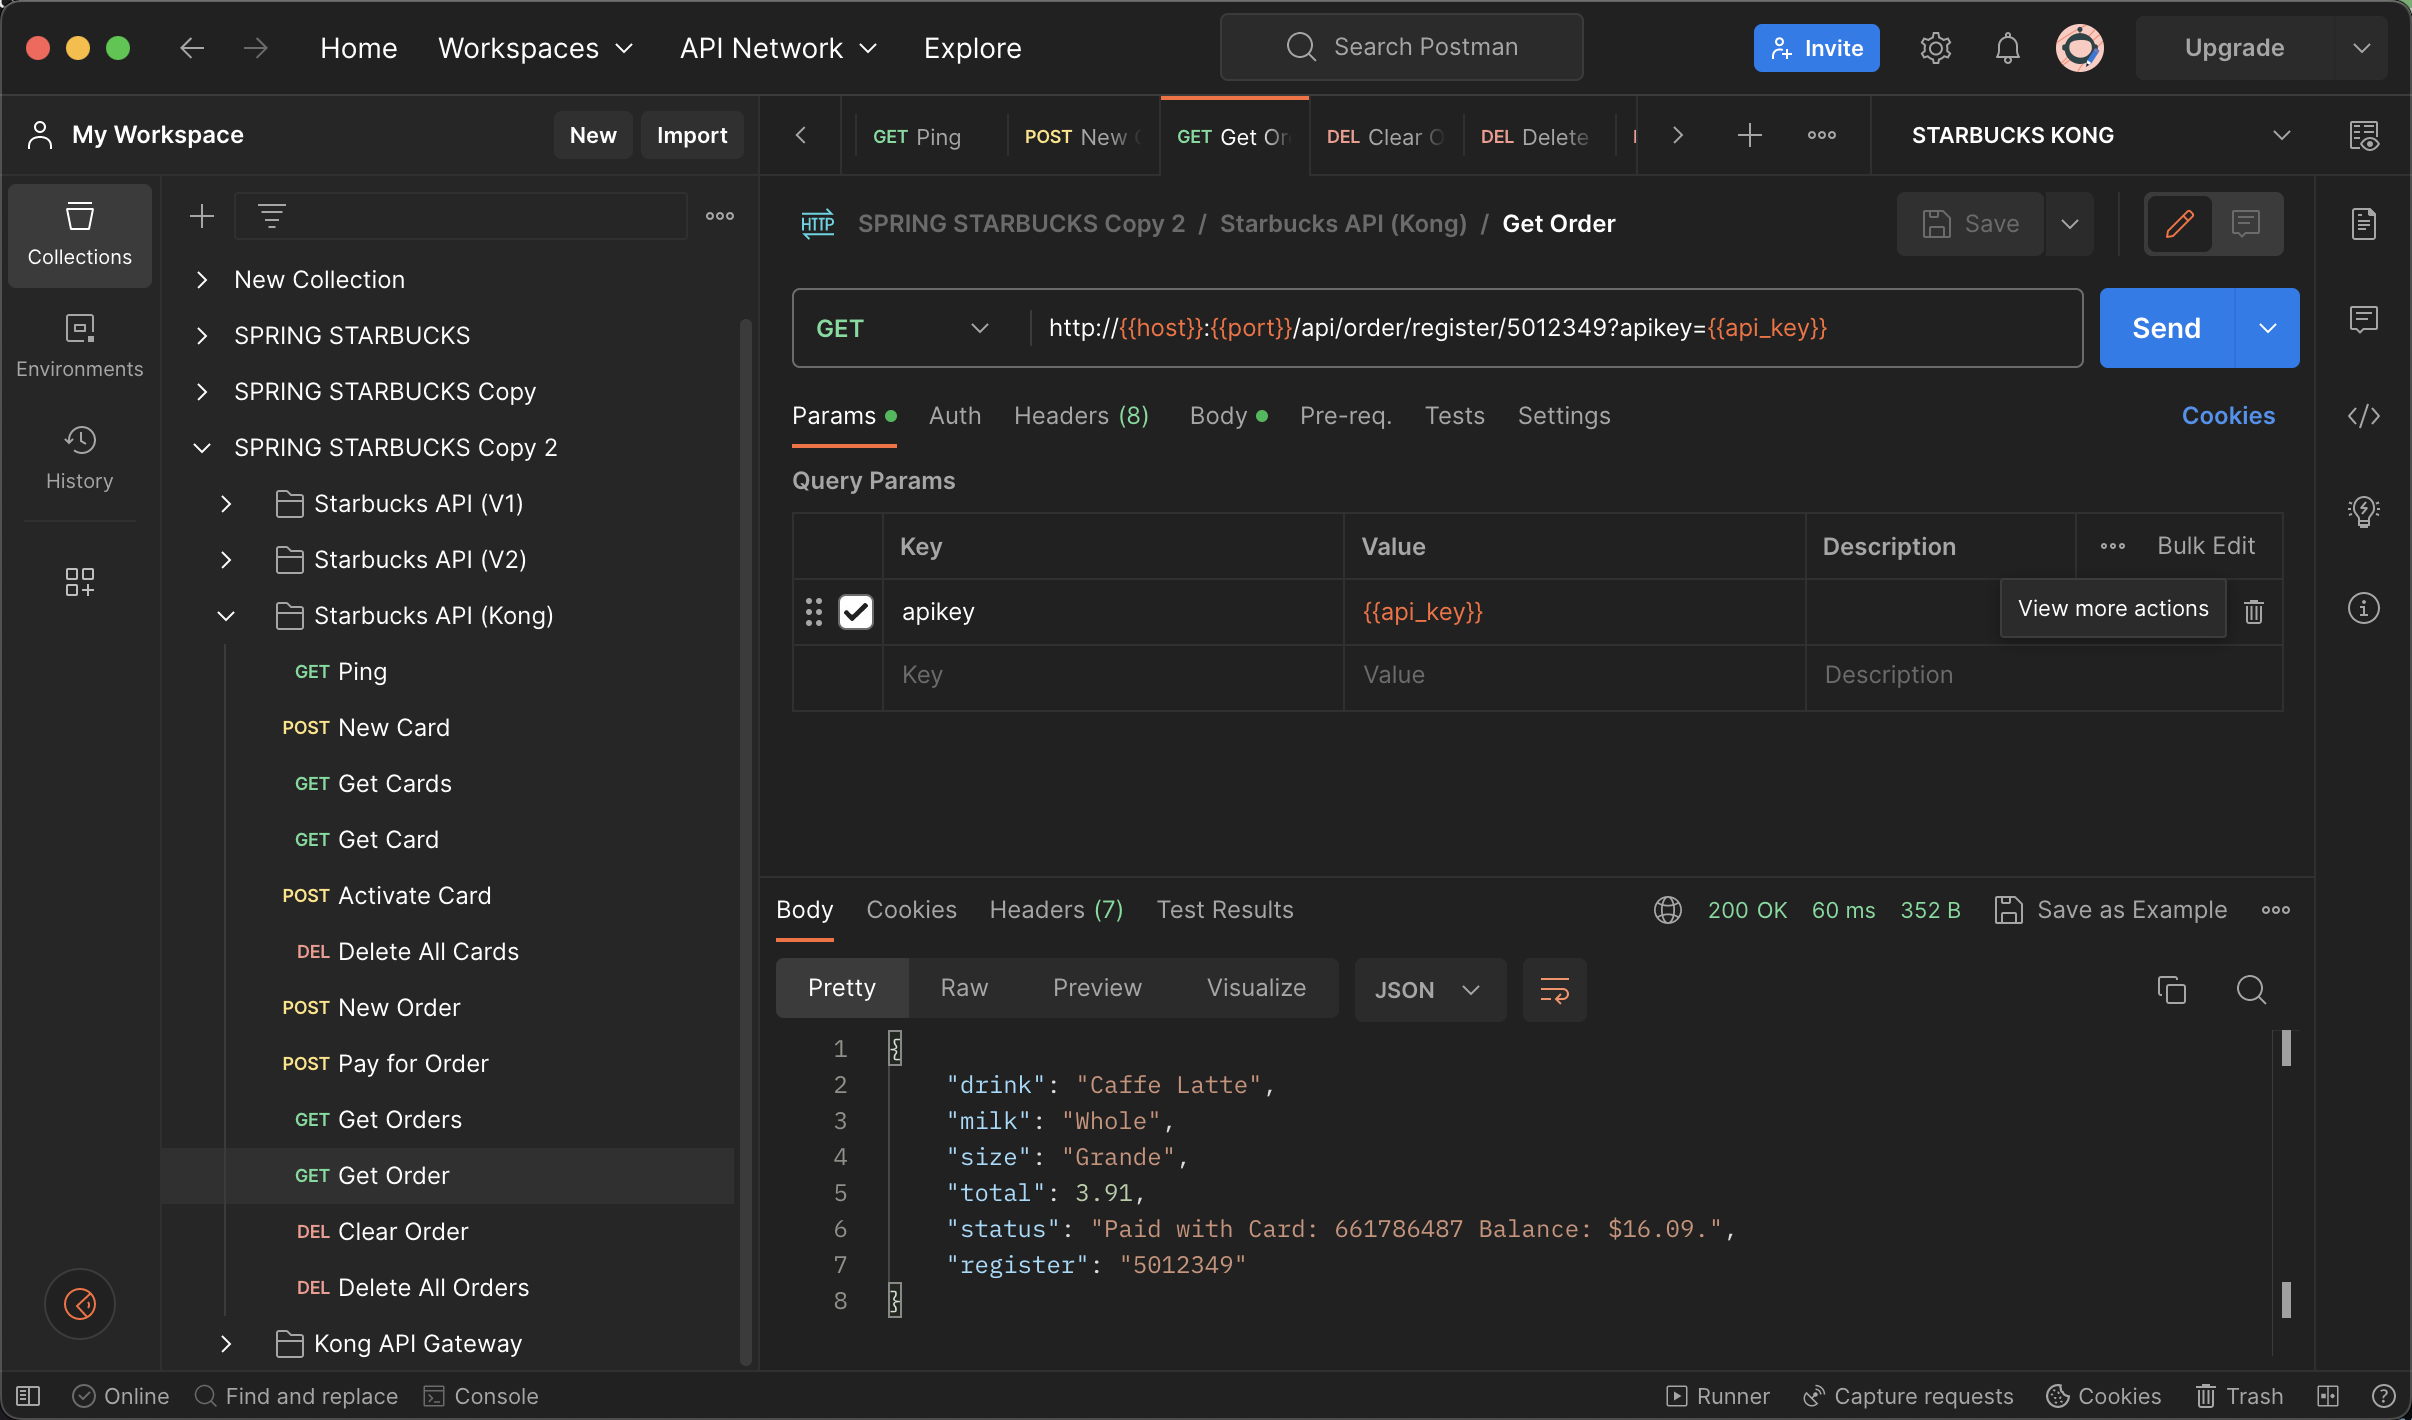 Home Workspaces API Network Explore Search Postman Invite Upgrade
My Workspace New Import
GET Ping POST New GET Get Or DEL Clear O DEL Delete STARBUCKS KONG
Collections
Environments
History
New Collection
SPRING STARBUCKS
SPRING STARBUCKS Copy
SPRING STARBUCKS Copy 2
Starbucks API (V1)
Starbucks API (V2)
Starbucks API (Kong)
GET Ping
POST New Card
GET Get Cards
GET Get Card
POST Activate Card
DEL Delete All Cards
POST New Order
POST Pay for Order
GET Get Orders
GET Get Order
DEL Clear Order
DEL Delete All Orders
Kong API Gateway
HTTP SPRING STARBUCKS Copy 2 / Starbucks API (Kong) / Get Order Save
GET http://{{host}}:{{port}}/api/order/register/5012349?apikey={{api_key}} Send
Params Auth Headers (8) Body Pre-req. Tests Settings Cookies
Query Params
Key Value Description Bulk Edit
apikey {{api_key}} View more actions
Key Value Description
Body Cookies Headers (7) Test Results 200 OK 60 ms 352 B Save as Example
Pretty Raw Preview Visualize JSON
1 {
2 "drink": "Caffe Latte",
3 "milk": "Whole",
4 "size": "Grande",
5 "total": 3.91,
6 "status": "Paid with Card: 661786487 Balance: $16.09.",
7 "register": "5012349"
8 }
Online Find and replace Console Runner Capture requests Cookies Trash